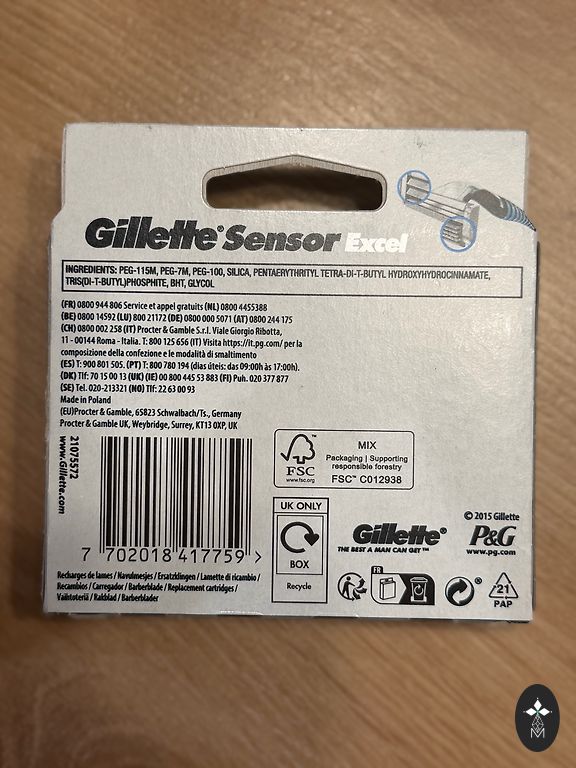 Gillette® Sensor Excel
INGREDIENTS: PEG-115M, PEG-7M, PEG-100, SILICA, PENTAERYTHRITYL TETRA-DI-T-BUTYL HYDROXYHYDROCINNAMATE,
TRIS(DI-T-BUTYL)PHOSPHITE, BHT, GLYCOL
(FR) 0800 944 806 Service et appel gratuits (NL) 0800 4455388
(BE) 0800 14592 (LU) 800 21172 (DE) 0800 000 5071 (AT) 0800 244 175
(CH) 0800 002 258 (IT) Procter & Gamble S.r.l. Viale Giorgio Ribotta,
11 - 00144 Roma - Italia. T: 800 125 656 (IT) Visita https://it.pg.com/ per la
composizione della confezione e le modalità di smaltimento
(ES) T: 900 801 505. (PT) T: 800 780 194 (dias úteis: das 09:00h às 17:00h).
(DK) Tlf: 70 15 00 13 (UK) (IE) 00 800 445 53 883 (FI) Puh. 020 377 877
(SE) Tel. 020-213321 (NO) Tlf: 22 63 00 93
Made in Poland
(EU)Procter & Gamble, 65823 Schwalbach/Ts., Germany
Procter & Gamble UK, Weybridge, Surrey, KT13 0XP, UK
21075572
www.Gillette.com
7 702018 417759 >
FSC™
www.fsc.org
MIX
Packaging | Supporting
responsible forestry
FSC™ C012938
UK ONLY
BOX
Recycle
© 2015 Gillette
Gillette®
THE BEST A MAN CAN GET™
P&G
www.pg.com
FR
®
21
PAP
Recharges de lames / Navulmesjes / Ersatzklingen / Lamette di ricambio /
Recambios / Carregador / Barberblade / Replacement cartridges /
Vaihtoteriä / Rakblad / Barberblader
M